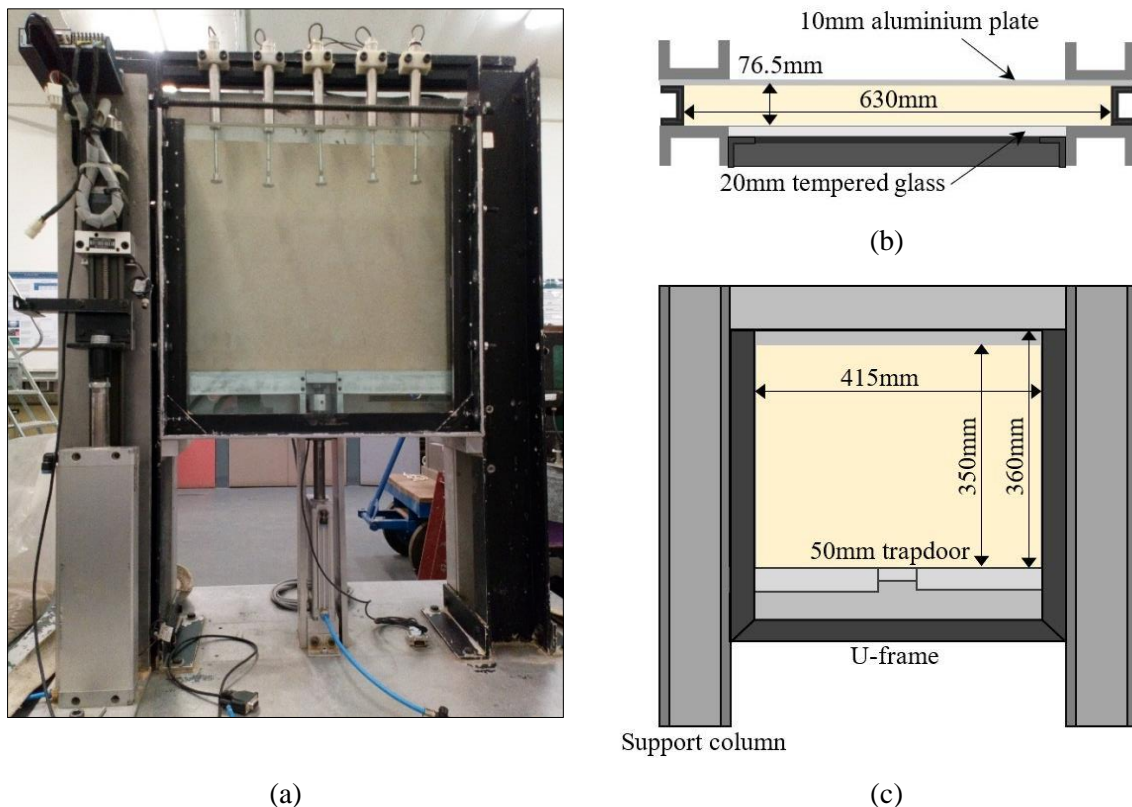 10mm aluminium plate
76.5mm
630mm
20mm tempered glass
(b)
415mm
350mm
360mm
50mm trapdoor
U-frame
Support column
(a)
(c)